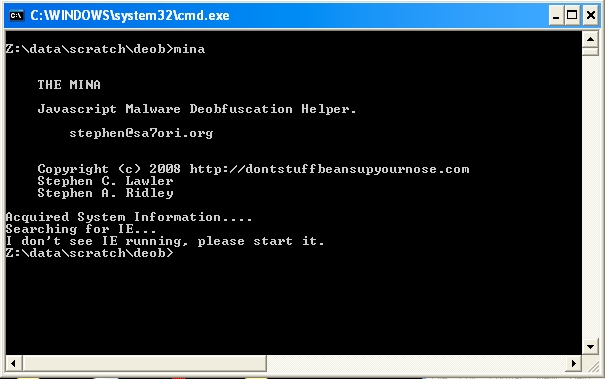 C:\WINDOWS\system32\cmd.exe
Z:\data\scratch\deob>mina
THE MINA
Javascript Malware Deobfuscation Helper.
stephen@sa7ori.org
Copyright (c) 2008 http://dontstuffbeansupyournose.com
Stephen C. Lawler
Stephen A. Ridley
Acquired System Information....
Searching for IE...
I don't see IE running, please start it.
Z:\data\scratch\deob>